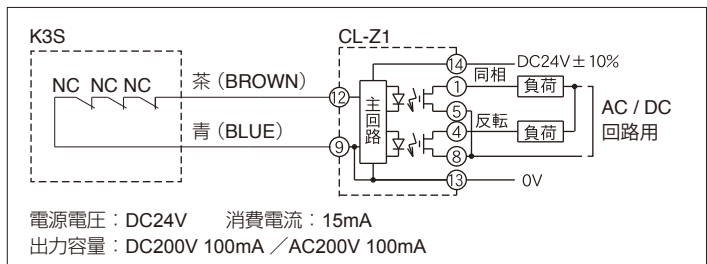 K3S
CL-Z1
NC NC NC
茶（BROWN）
青（BLUE）
主回路
⑫
⑨
⑭
DC24V±10%
①
同相
負荷
⑤
④
反転
負荷
⑧
⑬
0V
AC / DC
回路用
電源電圧：DC24V　消費電流：15mA
出力容量：DC200V 100mA ／AC200V 100mA